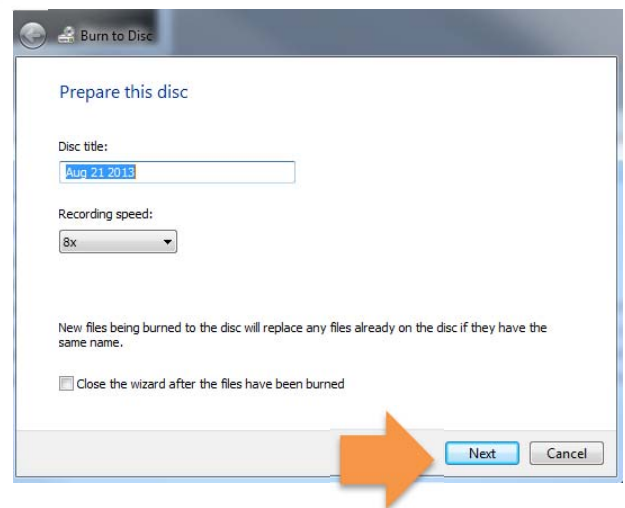 Burn to Disc
Prepare this disc
Disc title:
Aug 21 2013
Recording speed:
8x
New files being burned to the disc will replace any files already on the disc if they have the
same name.
Close the wizard after the files have been burned
Next Cancel